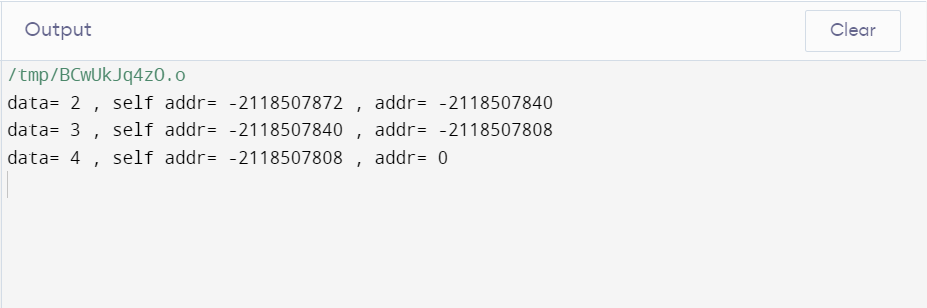 Output
Clear
/tmp/BCwUkJq4zO.o
data= 2 , self addr= -2118507872 , addr= -2118507840
data= 3 , self addr= -2118507840 , addr= -2118507808
data= 4 , self addr= -2118507808 , addr= 0